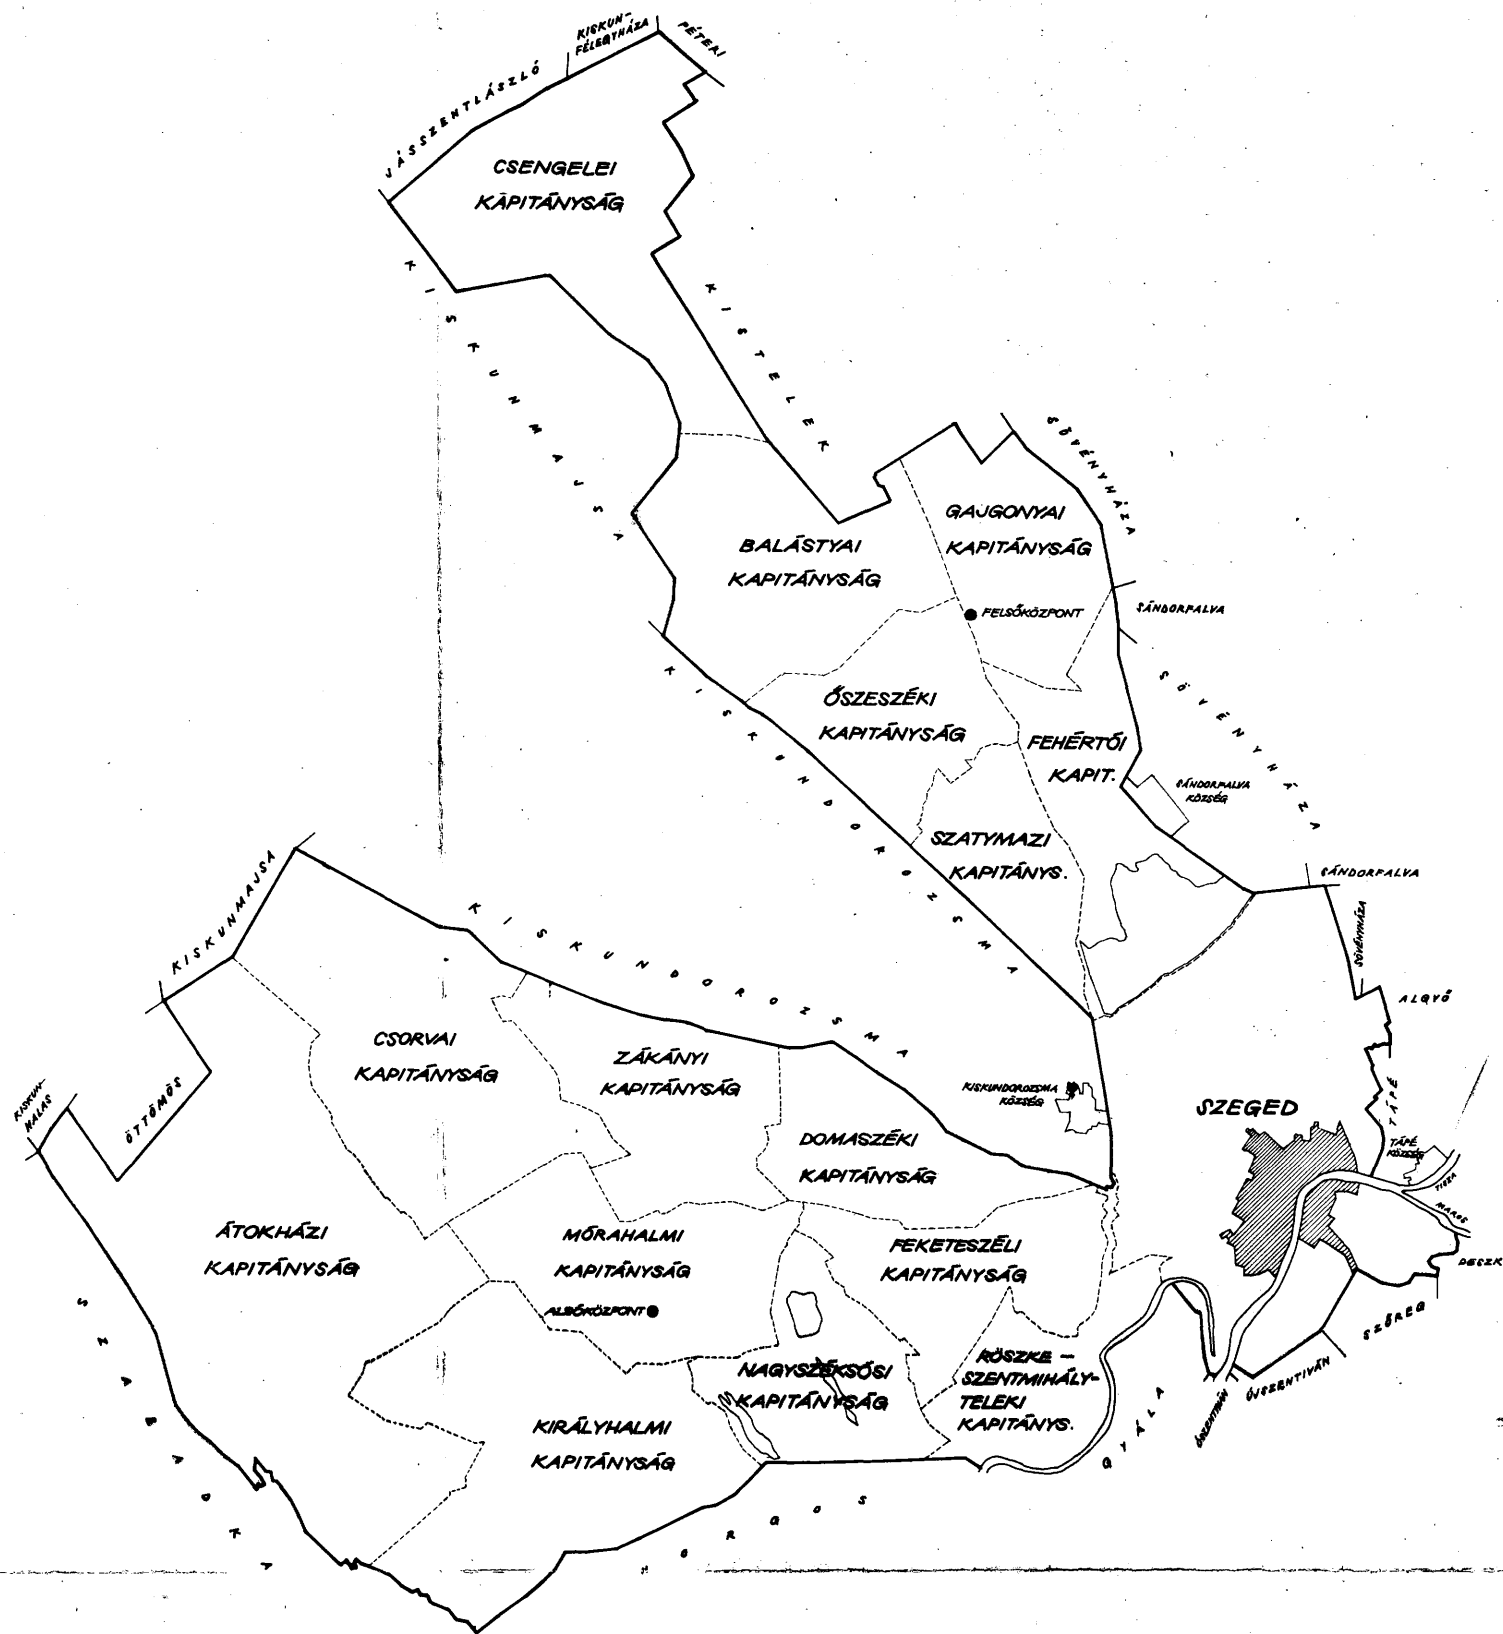 KISKUN-
FÉLEGYHÁZA
PÉTERI
JÁSSZENTLÁSZLÓ
CSENGELEI
KAPITÁNYSÁG
KISKUNMAJSA
KISTELEK
SÖVÉNYHÁZA
GAJGONYAI
KAPITÁNYSÁG
BALÁSTYAI
KAPITÁNYSÁG
FELSŐKÖZPONT
SÁNDORFALVA
KISKUNDOROZSMA
SÖVÉNYHÁZA
ŐSZESZÉKI
KAPITÁNYSÁG
FEHÉRTÓI
KAPIT.
SÁNDORFALVA
KÖZSÉG
SZATYMAZI
KAPITÁNYS.
SÁNDORFALVA
SÖVÉNYHÁZA
ALGYŐ
KISKUNMAJSA
KISKUNDOROZSMA
CSORVAI
KAPITÁNYSÁG
ZÁKÁNYI
KAPITÁNYSÁG
KISKUNDOROZSMA
KÖZSÉG
SZEGED
TÁPÉ
KISKUN-
HALAS
ÖTTÖMÖS
DOMASZÉKI
KAPITÁNYSÁG
TÁPÉ
KÖZSÉG
TISZA
MAROS
ÁTOKHÁZI
KAPITÁNYSÁG
MÓRAHALMI
KAPITÁNYSÁG
ALSÓKÖZPONT
FEKETESZÉLI
KAPITÁNYSÁG
DESZK
SZŐREG
SZABADKA
NAGYSZÉKSÓSI
KAPITÁNYSÁG
RÖSZKE –
SZENTMIHÁLY-
TELEKI
KAPITÁNYS.
GYÁLA
ÓSZENTIVÁN
ÚJSZENTIVÁN
KIRÁLYHALMI
KAPITÁNYSÁG
HORGOS